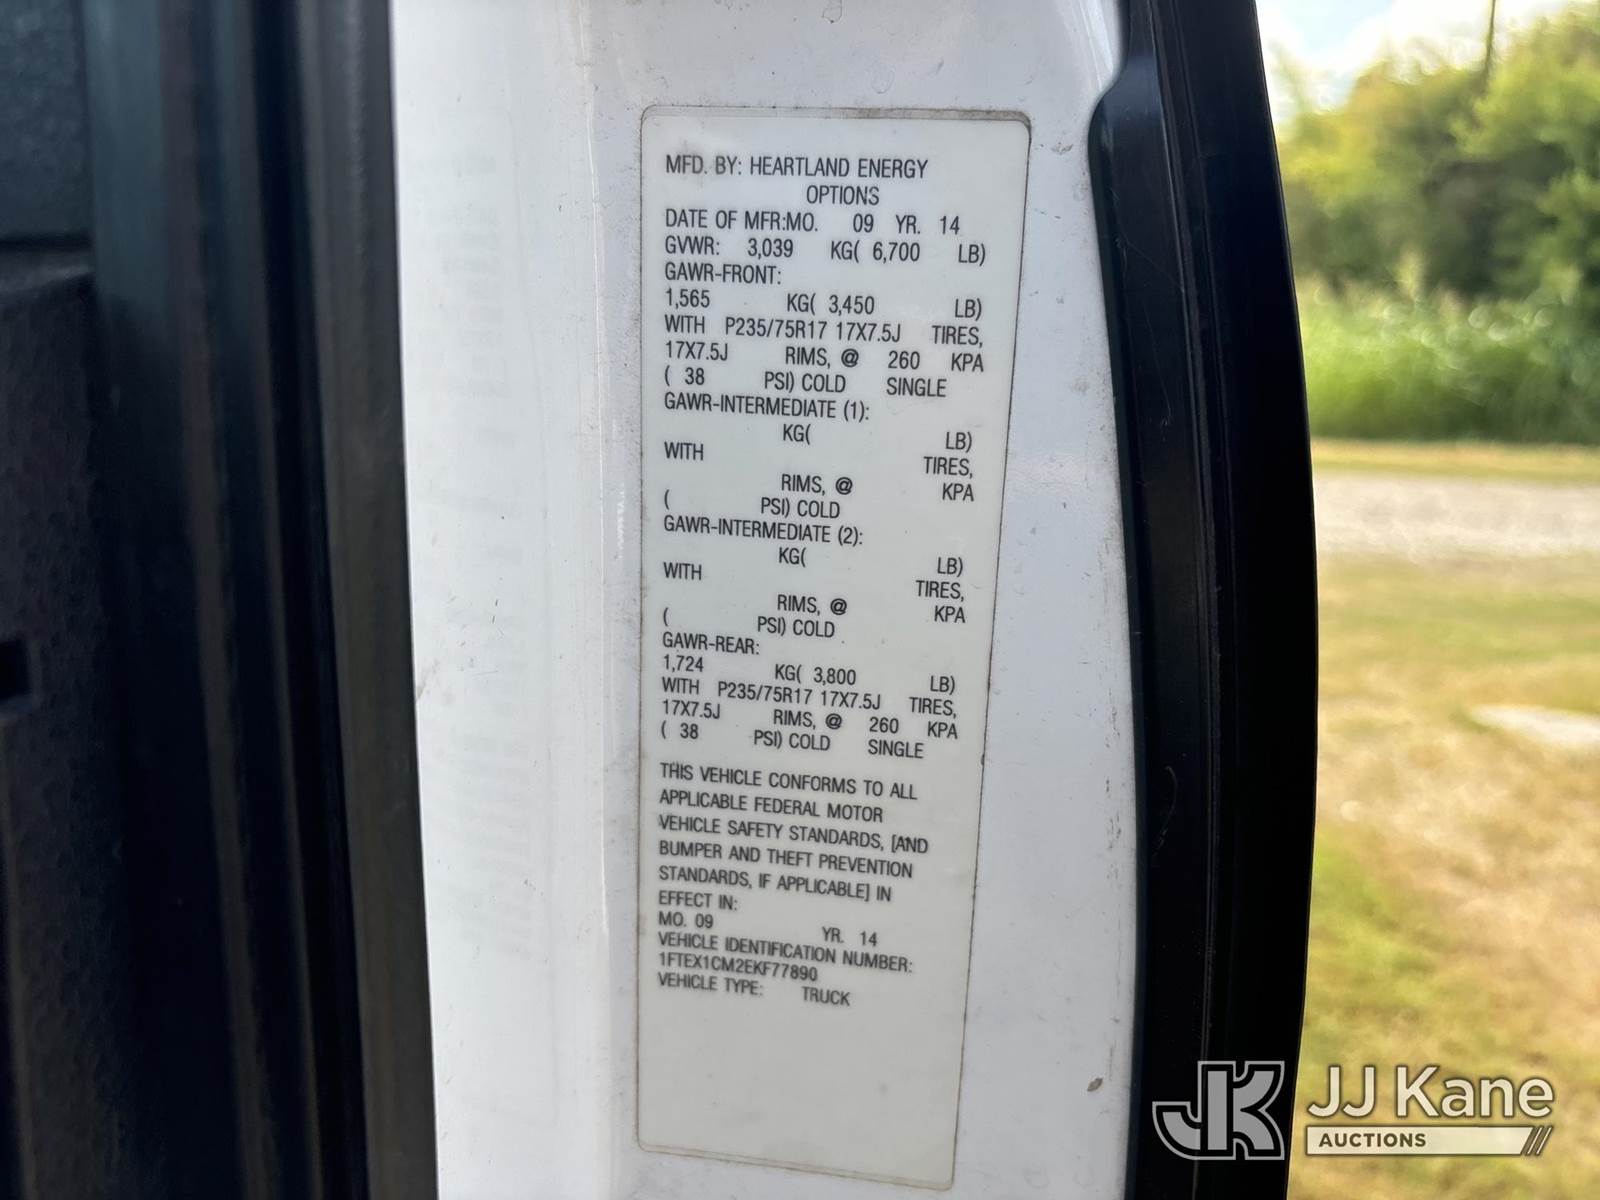 MFD. BY: HEARTLAND ENERGY
OPTIONS
DATE OF MFR:MO. 09 YR. 14
GVWR: 3,039 KG( 6,700 LB)
GAWR-FRONT:
1,565 KG( 3,450 LB)
WITH P235/75R17 17X7.5J TIRES,
17X7.5J RIMS, @ 260 KPA
( 38 PSI) COLD SINGLE
GAWR-INTERMEDIATE (1):
KG( LB)
WITH TIRES,
RIMS, @ KPA
( PSI) COLD
GAWR-INTERMEDIATE (2):
KG( LB)
WITH TIRES,
RIMS, @ KPA
( PSI) COLD
GAWR-REAR:
1,724 KG( 3,800 LB)
WITH P235/75R17 17X7.5J TIRES,
17X7.5J RIMS, @ 260 KPA
( 38 PSI) COLD SINGLE
THIS VEHICLE CONFORMS TO ALL
APPLICABLE FEDERAL MOTOR
VEHICLE SAFETY STANDARDS, [AND
BUMPER AND THEFT PREVENTION
STANDARDS, IF APPLICABLE] IN
EFFECT IN:
MO. 09 YR. 14
VEHICLE IDENTIFICATION NUMBER:
1FTEX1CM2EKF77890
VEHICLE TYPE: TRUCK
JK JJ Kane
AUCTIONS